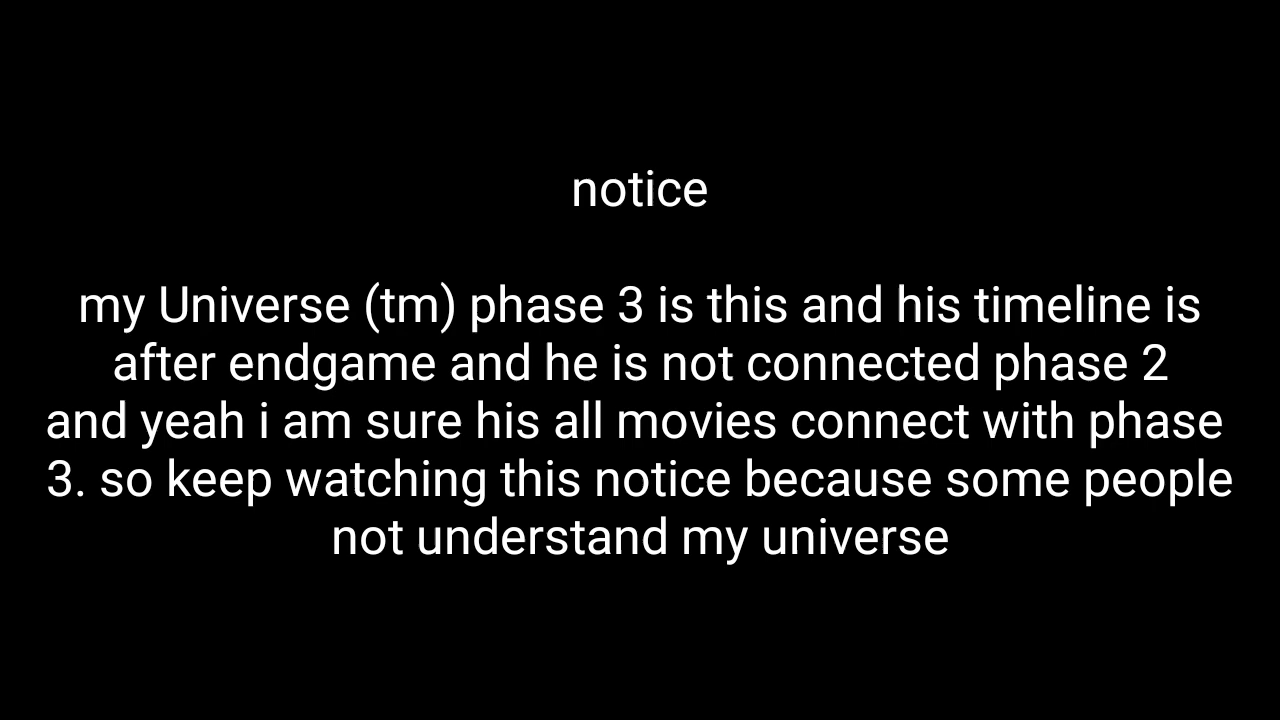 notice
my Universe (tm) phase 3 is this and his timeline is
after endgame and he is not connected phase 2
and yeah i am sure his all movies connect with phase
3. so keep watching this notice because some people
not understand my universe